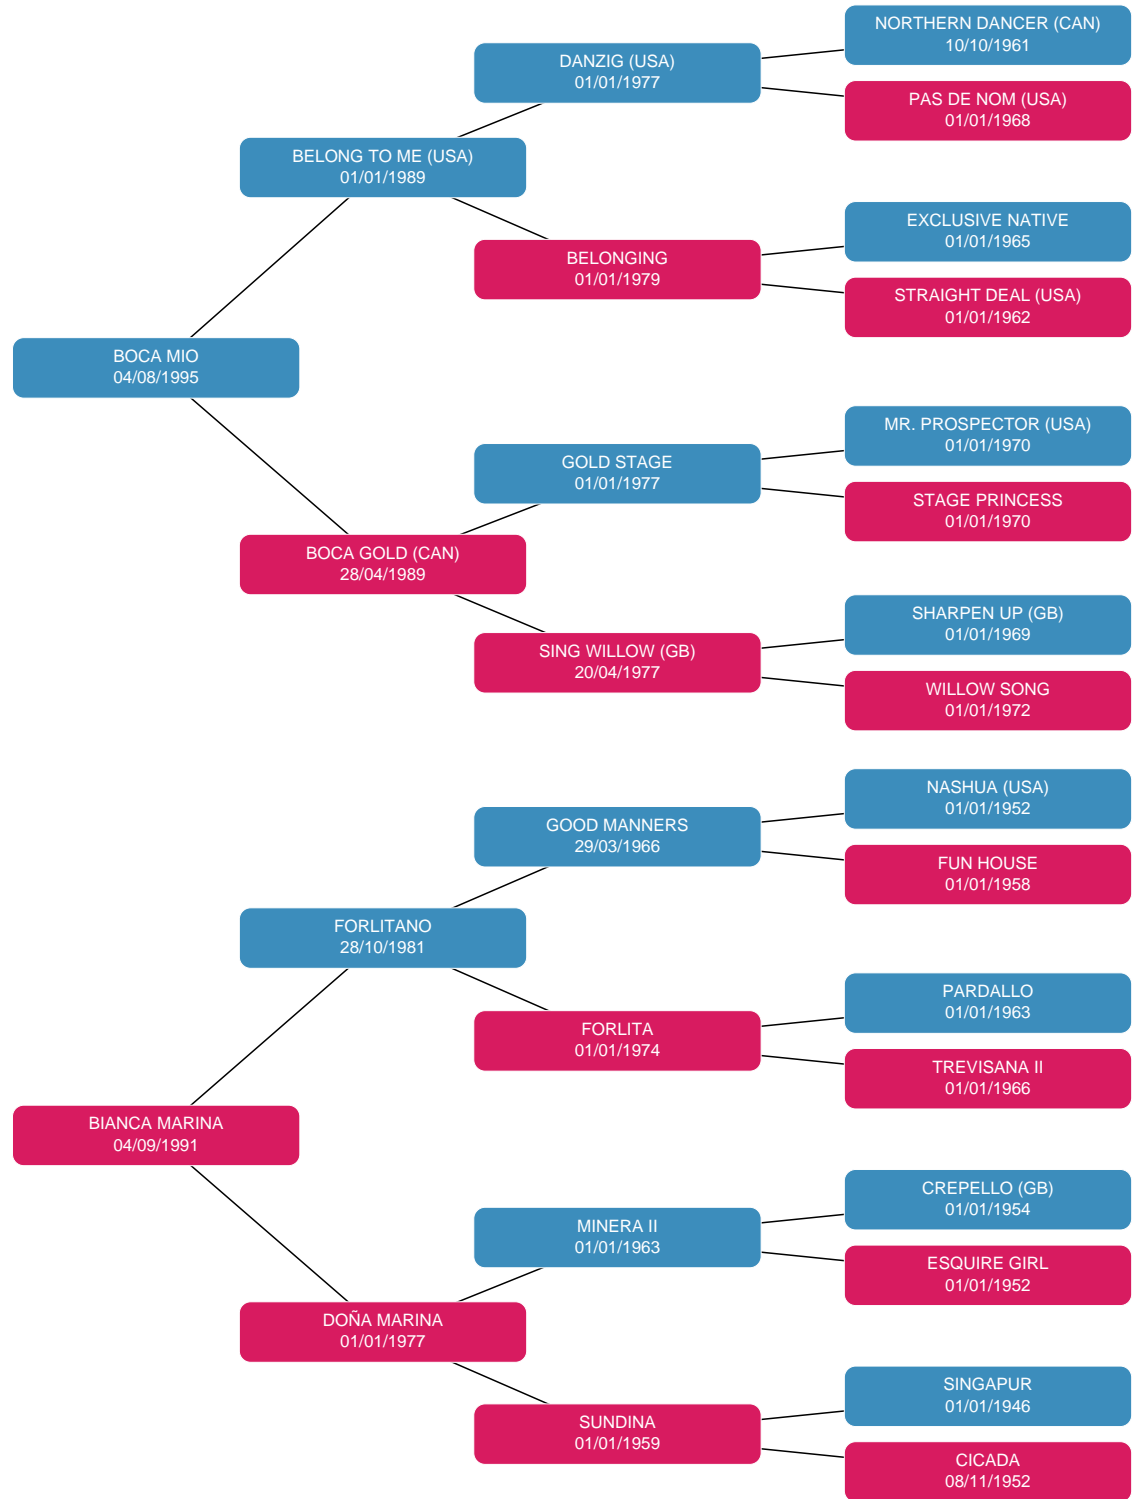 NORTHERN DANCER (CAN)
10/10/1961
DANZIG (USA)
01/01/1977
PAS DE NOM (USA)
01/01/1968
BELONG TO ME (USA)
01/01/1989
EXCLUSIVE NATIVE
01/01/1965
BELONGING
01/01/1979
STRAIGHT DEAL (USA)
01/01/1962
BOCA MIO
04/08/1995
MR. PROSPECTOR (USA)
01/01/1970
GOLD STAGE
01/01/1977
STAGE PRINCESS
01/01/1970
BOCA GOLD (CAN)
28/04/1989
SHARPEN UP (GB)
01/01/1969
SING WILLOW (GB)
20/04/1977
WILLOW SONG
01/01/1972
NASHUA (USA)
01/01/1952
GOOD MANNERS
29/03/1966
FUN HOUSE
01/01/1958
FORLITANO
28/10/1981
PARDALLO
01/01/1963
FORLITA
01/01/1974
TREVISANA II
01/01/1966
BIANCA MARINA
04/09/1991
CREPELLO (GB)
01/01/1954
MINERA II
01/01/1963
ESQUIRE GIRL
01/01/1952
DOÑA MARINA
01/01/1977
SINGAPUR
01/01/1946
SUNDINA
01/01/1959
CICADA
08/11/1952